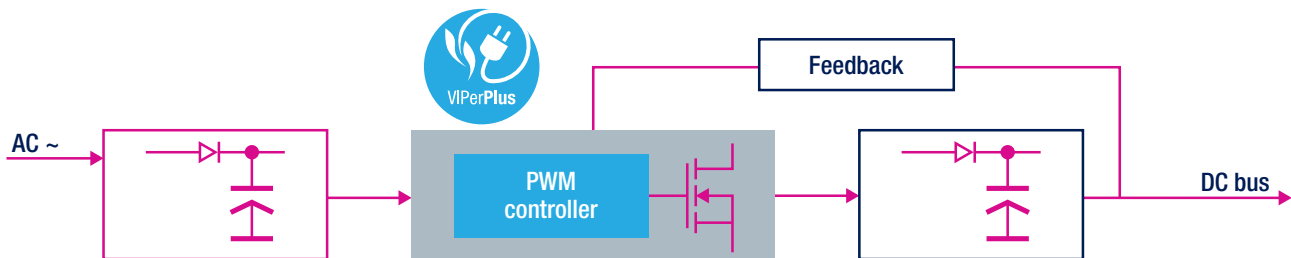 VIPerPlus
Feedback
AC ~
PWM
controller
DC bus